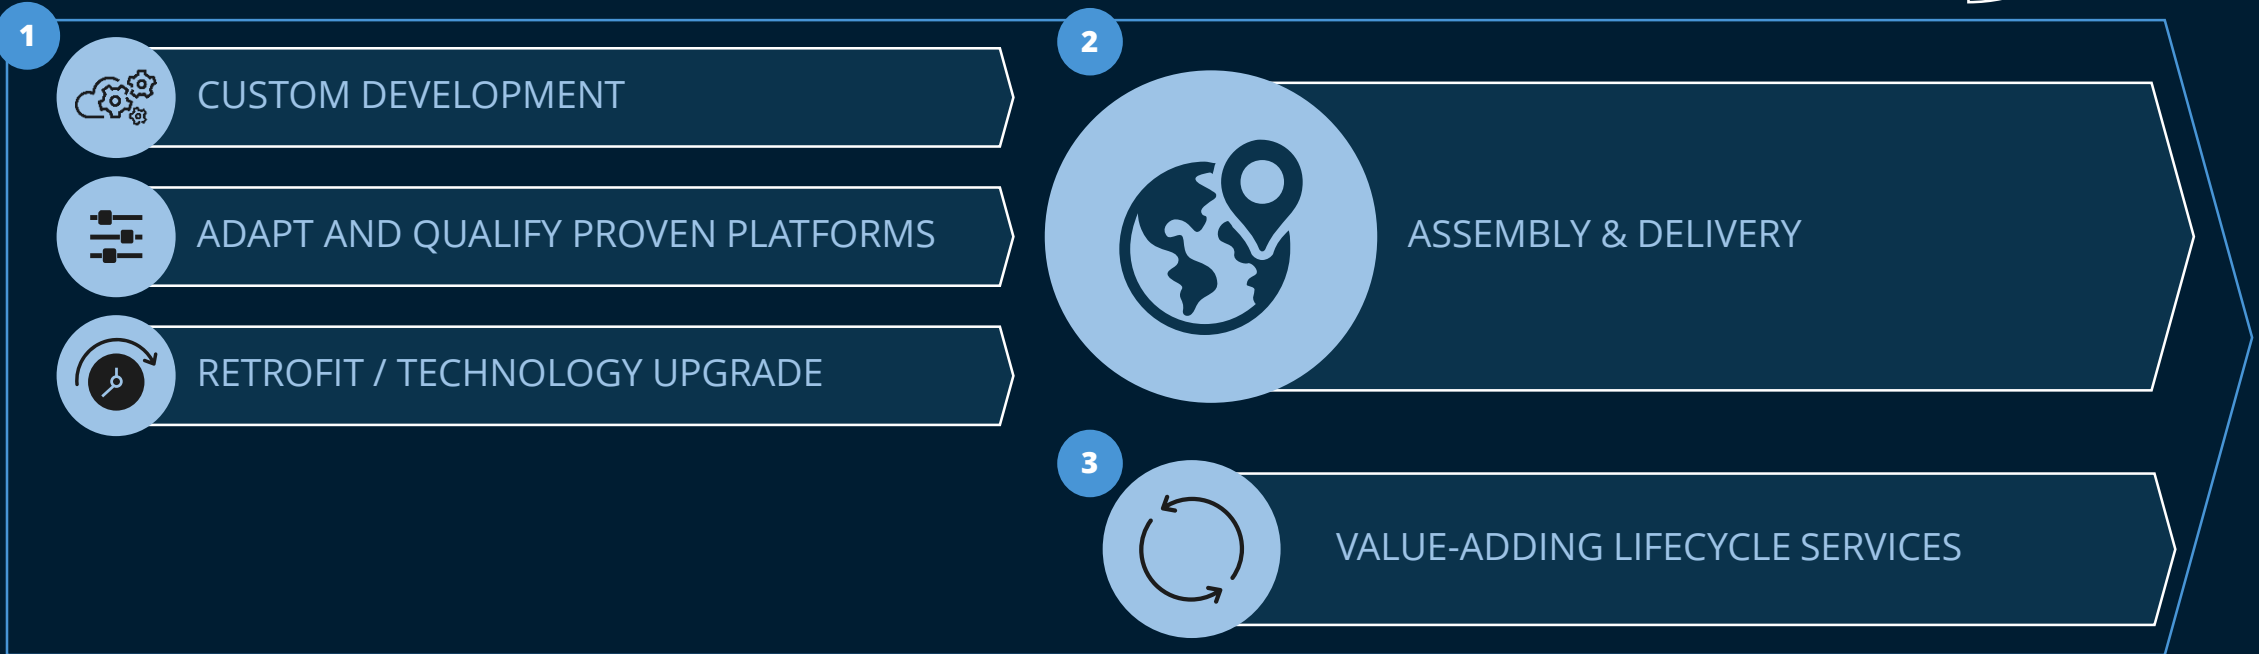 1
CUSTOM DEVELOPMENT
ADAPT AND QUALIFY PROVEN PLATFORMS
RETROFIT / TECHNOLOGY UPGRADE
2
ASSEMBLY & DELIVERY
3
VALUE-ADDING LIFECYCLE SERVICES